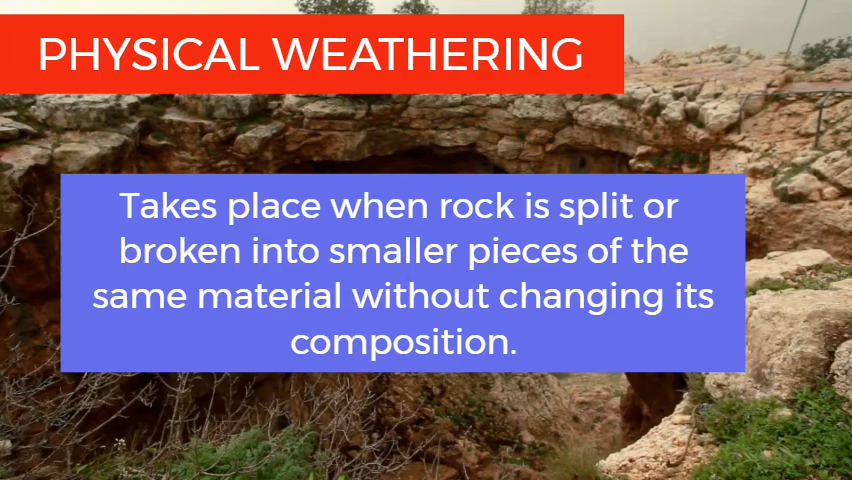 PHYSICAL WEATHERING
Takes place when rock is split or
broken into smaller pieces of the
same material without changing its
composition.